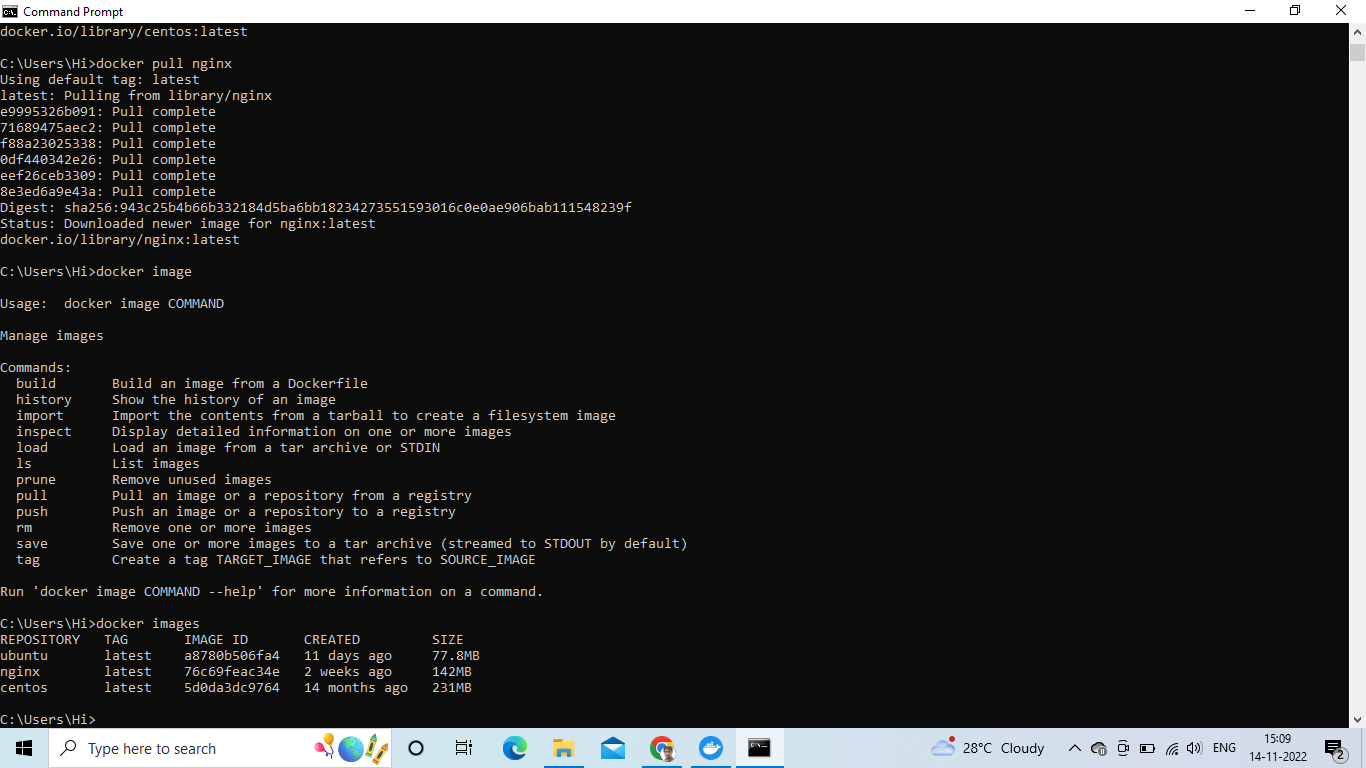 Command Prompt
docker.io/library/centos:latest
C:\Users\Hi>docker pull nginx
Using default tag: latest
latest: Pulling from library/nginx
e9995326b091: Pull complete
71689475aec2: Pull complete
f88a23025338: Pull complete
0df440342e26: Pull complete
eef26ceb3309: Pull complete
8e3ed6a9e43a: Pull complete
Digest: sha256:943c25b4b66b332184d5ba6bb18234273551593016c0e0ae906bab111548239f
Status: Downloaded newer image for nginx:latest
docker.io/library/nginx:latest
C:\Users\Hi>docker image
Usage:  docker image COMMAND
Manage images
Commands:
  build       Build an image from a Dockerfile
  history     Show the history of an image
  import      Import the contents from a tarball to create a filesystem image
  inspect     Display detailed information on one or more images
  load        Load an image from a tar archive or STDIN
  ls          List images
  prune       Remove unused images
  pull        Pull an image or a repository from a registry
  push        Push an image or a repository to a registry
  rm          Remove one or more images
  save        Save one or more images to a tar archive (streamed to STDOUT by default)
  tag         Create a tag TARGET_IMAGE that refers to SOURCE_IMAGE
Run 'docker image COMMAND --help' for more information on a command.
C:\Users\Hi>docker images
REPOSITORY   TAG       IMAGE ID       CREATED         SIZE
ubuntu       latest    a8780b506fa4   11 days ago     77.8MB
nginx        latest    76c69feac34e   2 weeks ago     142MB
centos       latest    5d0da3dc9764   14 months ago   231MB
C:\Users\Hi>
Type here to search
28°C Cloudy
ENG
15:09
14-11-2022
2